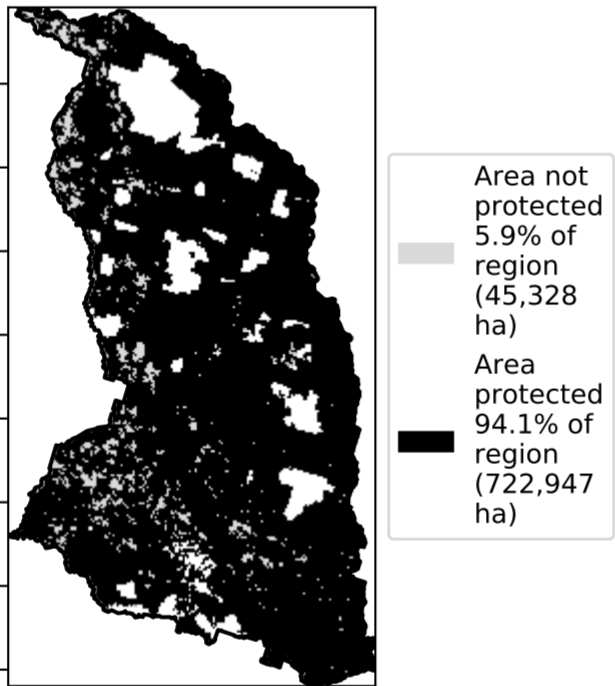 Area not
protected
5.9% of
region
(45,328
ha)
Area
protected
94.1% of
region
(722,947
ha)